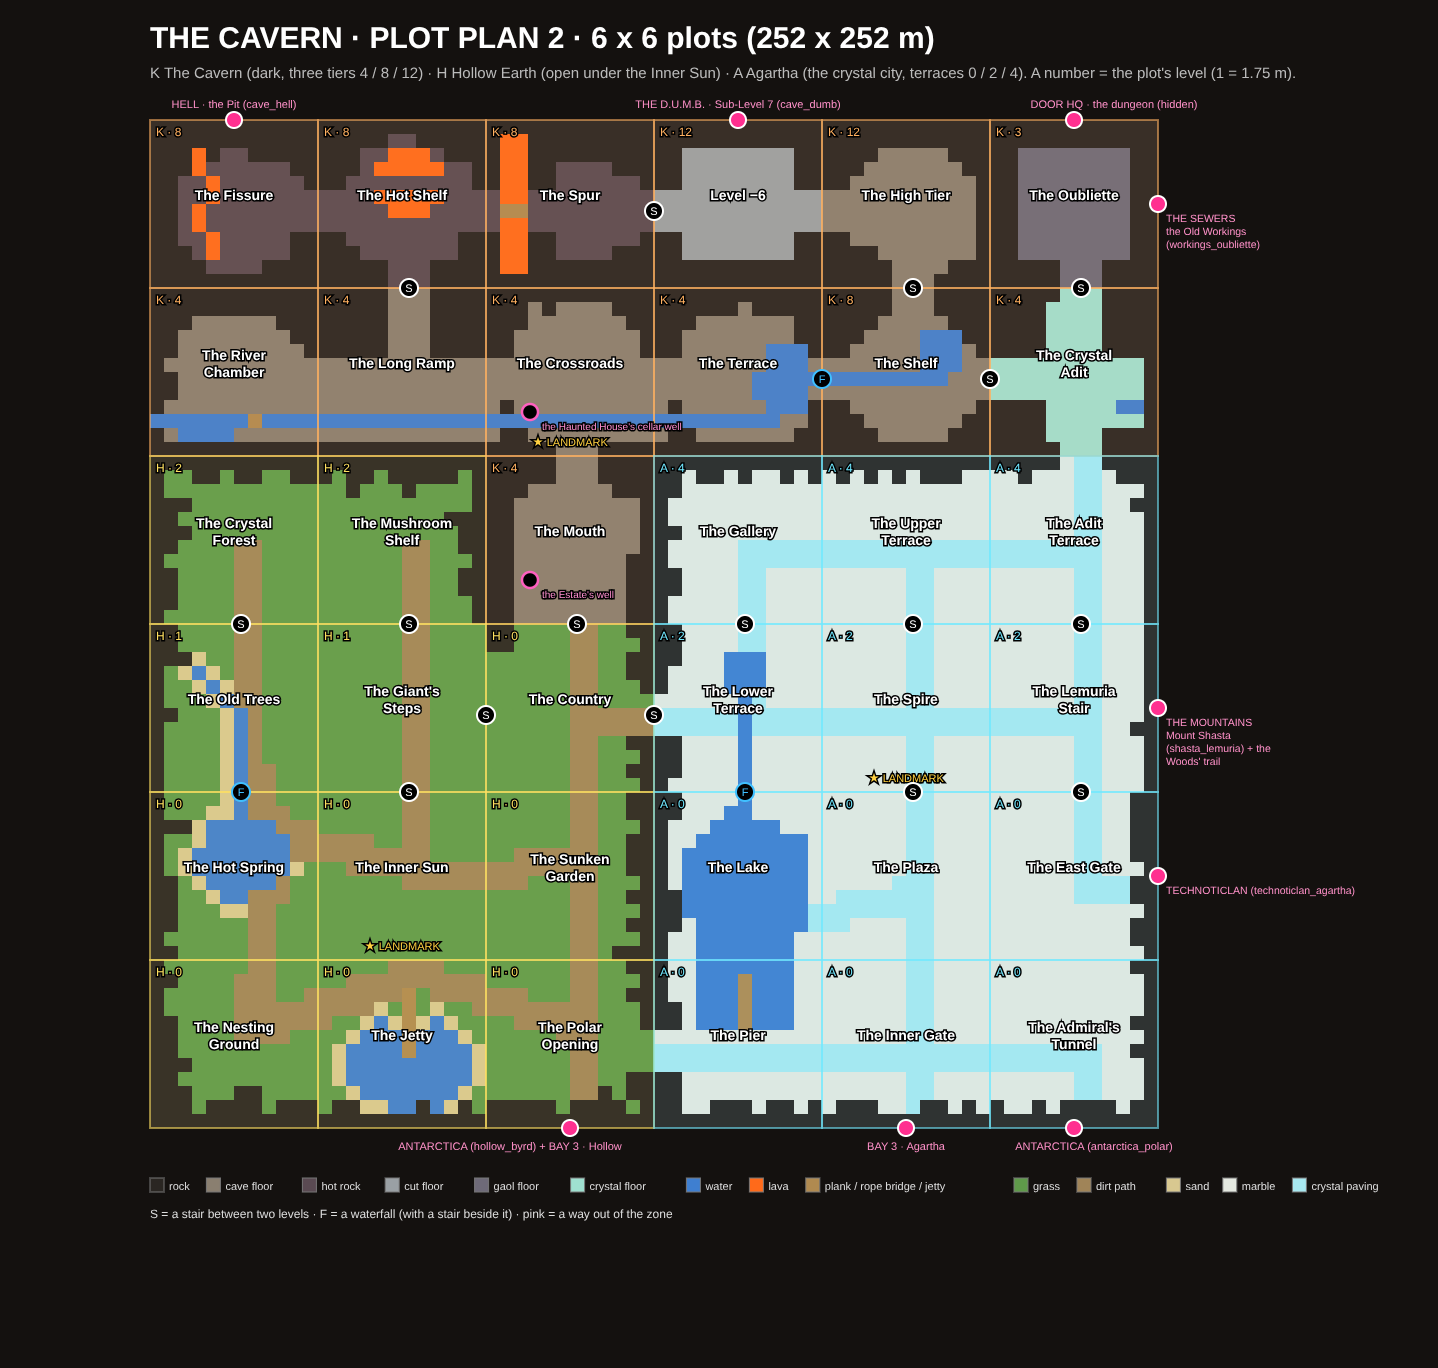 THE CAVERN · PLOT PLAN 2 · 6 x 6 plots (252 x 252 m)
K The Cavern (dark, three tiers 4 / 8 / 12) · H Hollow Earth (open under the Inner Sun) · A Agartha (the crystal city, terraces 0 / 2 / 4). A number = the plot's level (1 = 1.75 m).
HELL · the Pit (cave_hell)
THE D.U.M.B. · Sub-Level 7 (cave_dumb)
DOOR HQ · the dungeon (hidden)
K · 8
K · 8
K · 8
K · 12
K · 12
K · 3
The Fissure
The Hot Shelf
The Spur
Level −6
The High Tier
The Oubliette
S
THE SEWERS
the Old Workings
(workings_oubliette)
S
S
S
K · 4
K · 4
K · 4
K · 4
K · 8
K · 4
The River
Chamber
The Long Ramp
The Crossroads
The Terrace
The Shelf
The Crystal
Adit
F
S
the Haunted House's cellar well
LANDMARK
H · 2
H · 2
K · 4
A · 4
A · 4
A · 4
The Crystal
Forest
The Mushroom
Shelf
The Mouth
The Gallery
The Upper
Terrace
The Adit
Terrace
the Estate's well
S
S
S
S
S
S
H · 1
H · 1
H · 0
A · 2
A · 2
A · 2
The Old Trees
The Giant's
Steps
The Country
The Lower
Terrace
The Spire
The Lemuria
Stair
S
S
THE MOUNTAINS
Mount Shasta
(shasta_lemuria) + the
Woods' trail
LANDMARK
F
S
F
S
S
H · 0
H · 0
H · 0
A · 0
A · 0
A · 0
The Hot Spring
The Inner Sun
The Sunken
Garden
The Lake
The Plaza
The East Gate
TECHNOTICLAN (technoticlan_agartha)
LANDMARK
H · 0
H · 0
H · 0
A · 0
A · 0
A · 0
The Nesting
Ground
The Jetty
The Polar
Opening
The Pier
The Inner Gate
The Admiral's
Tunnel
ANTARCTICA (hollow_byrd) + BAY 3 · Hollow
BAY 3 · Agartha
ANTARCTICA (antarctica_polar)
rock
cave floor
hot rock
cut floor
gaol floor
crystal floor
water
lava
plank / rope bridge / jetty
grass
dirt path
sand
marble
crystal paving
S = a stair between two levels · F = a waterfall (with a stair beside it) · pink = a way out of the zone